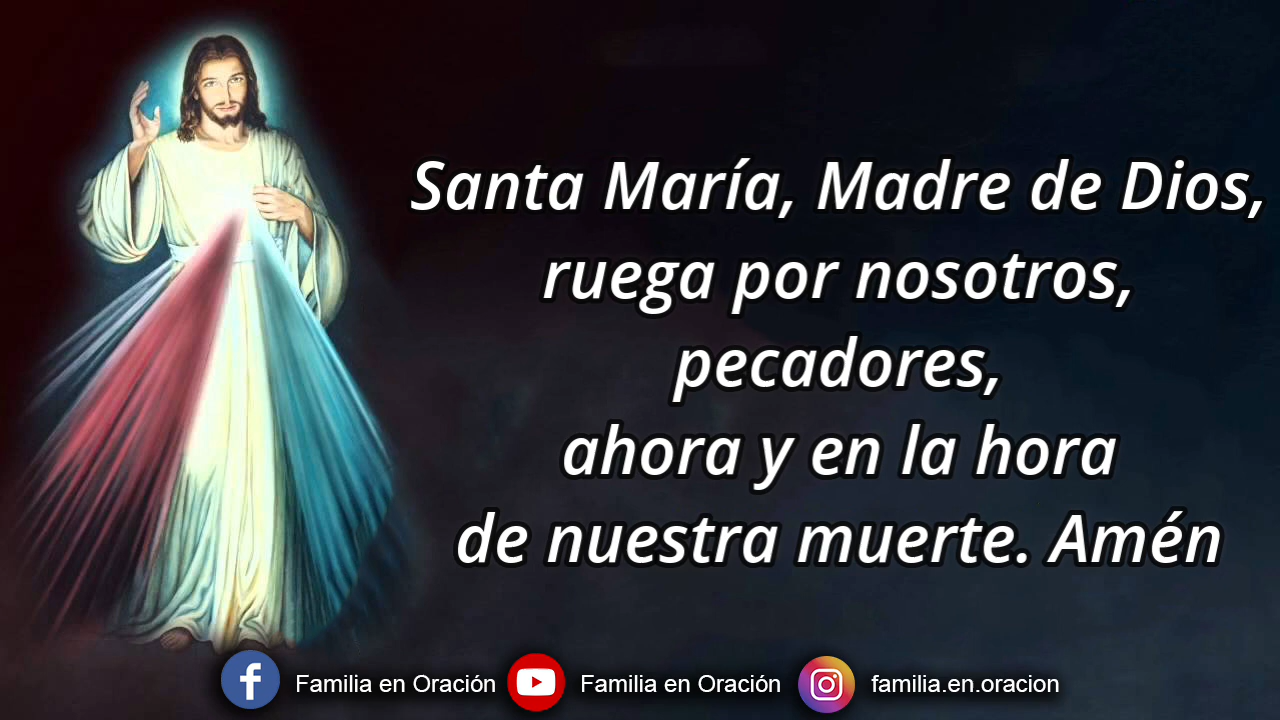 Santa María, Madre de Dios,
ruega por nosotros,
pecadores,
ahora y en la hora
de nuestra muerte. Amén
Familia en Oración
Familia en Oración
familia.en.oracion